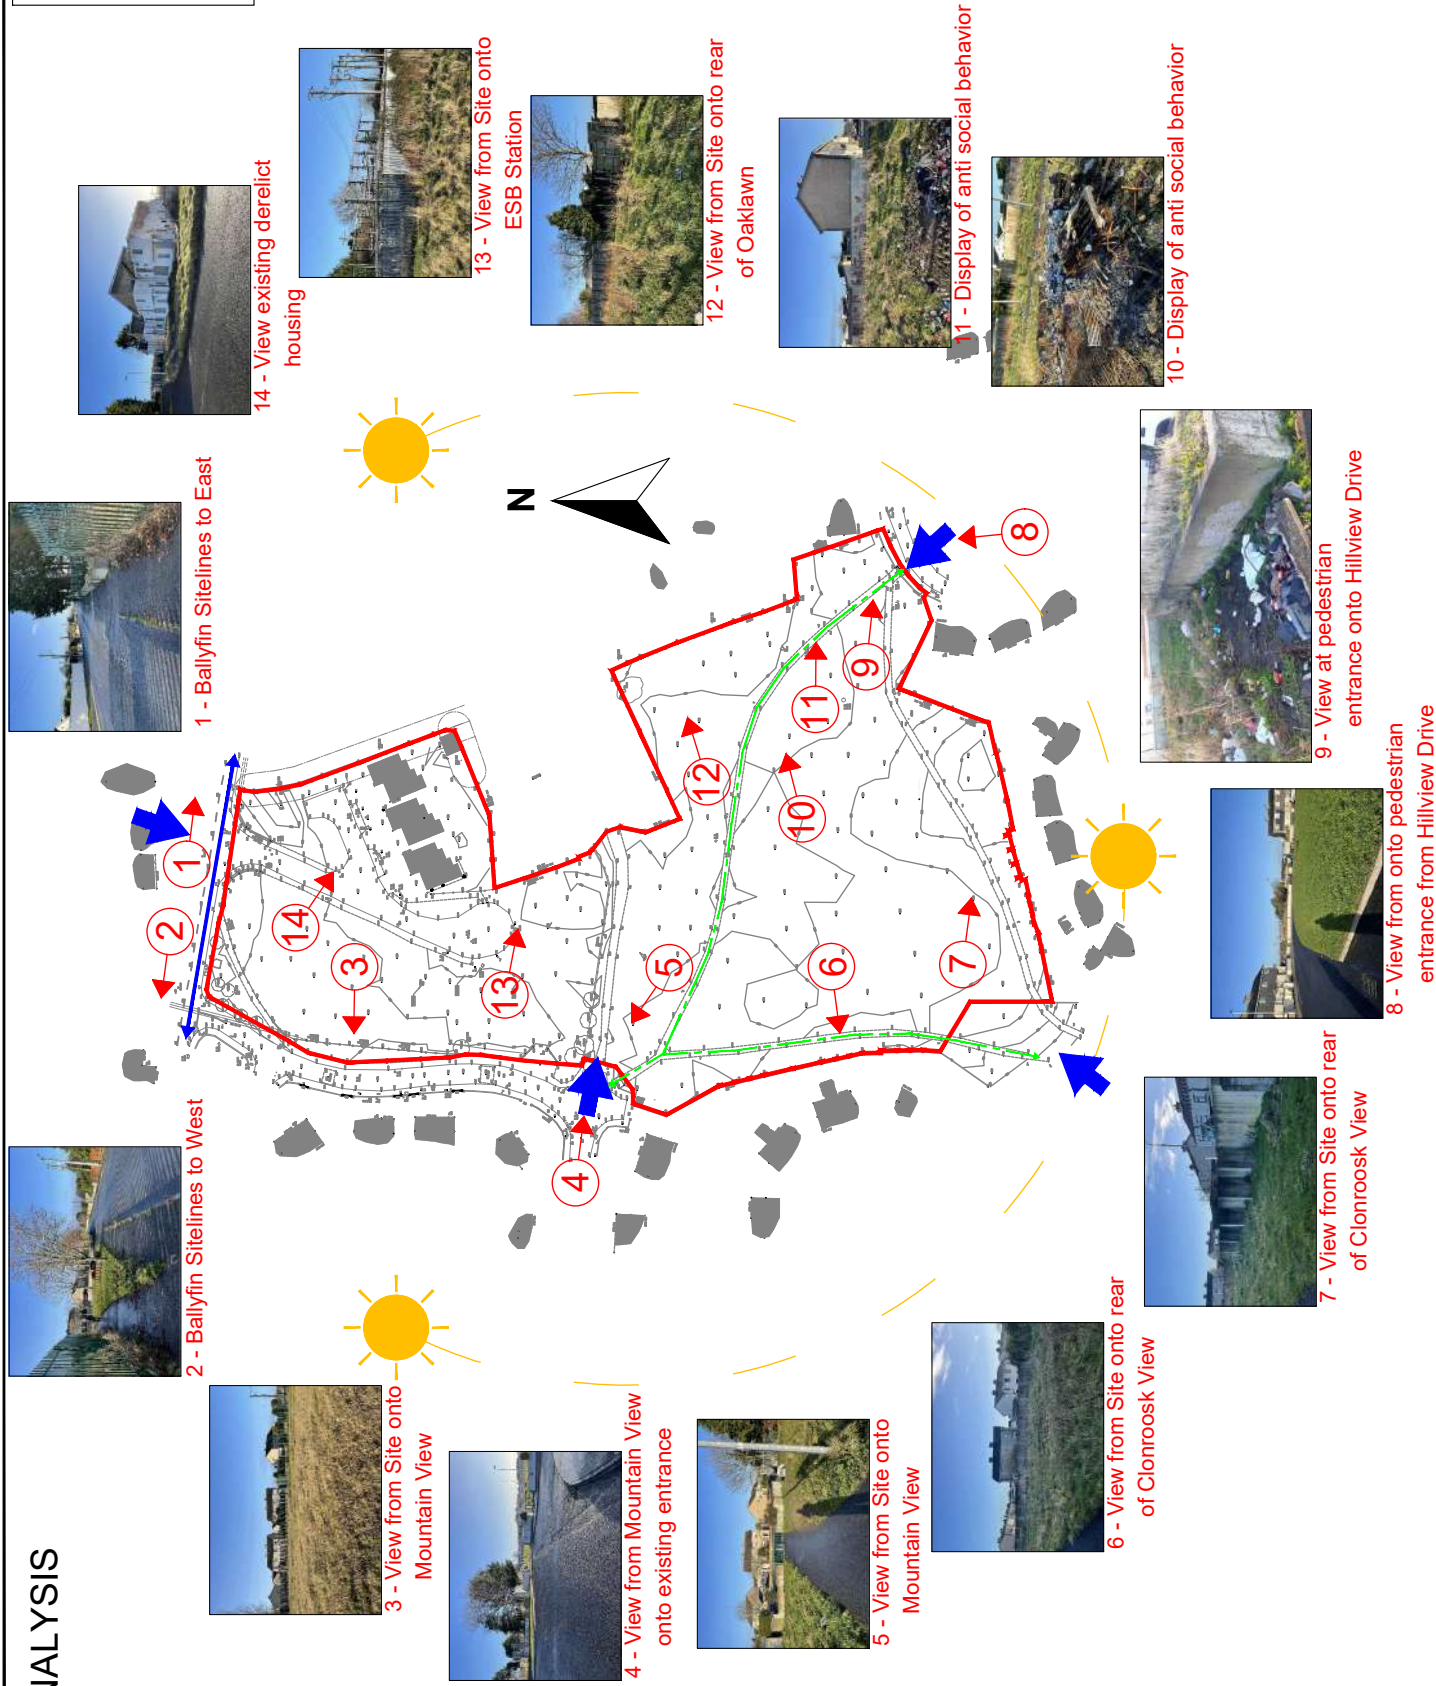 NALYSIS
1 - Ballyfin Sitelines to East
2 - Ballyfin Sitelines to West
3 - View from Site onto
Mountain View
4 - View from Mountain View
onto existing entrance
5 - View from Site onto
Mountain View
6 - View from Site onto rear
of Clonroosk View
7 - View from Site onto rear
of Clonroosk View
8 - View from onto pedestrian
entrance from Hillview Drive
9 - View at pedestrian
entrance onto Hillview Drive
10 - Display of anti social behavior
11 - Display of anti social behavior
12 - View from Site onto rear
of Oaklawn
13 - View from Site onto
ESB Station
14 - View existing derelict
housing
N
1
2
3
4
5
6
7
8
9
10
11
12
13
14